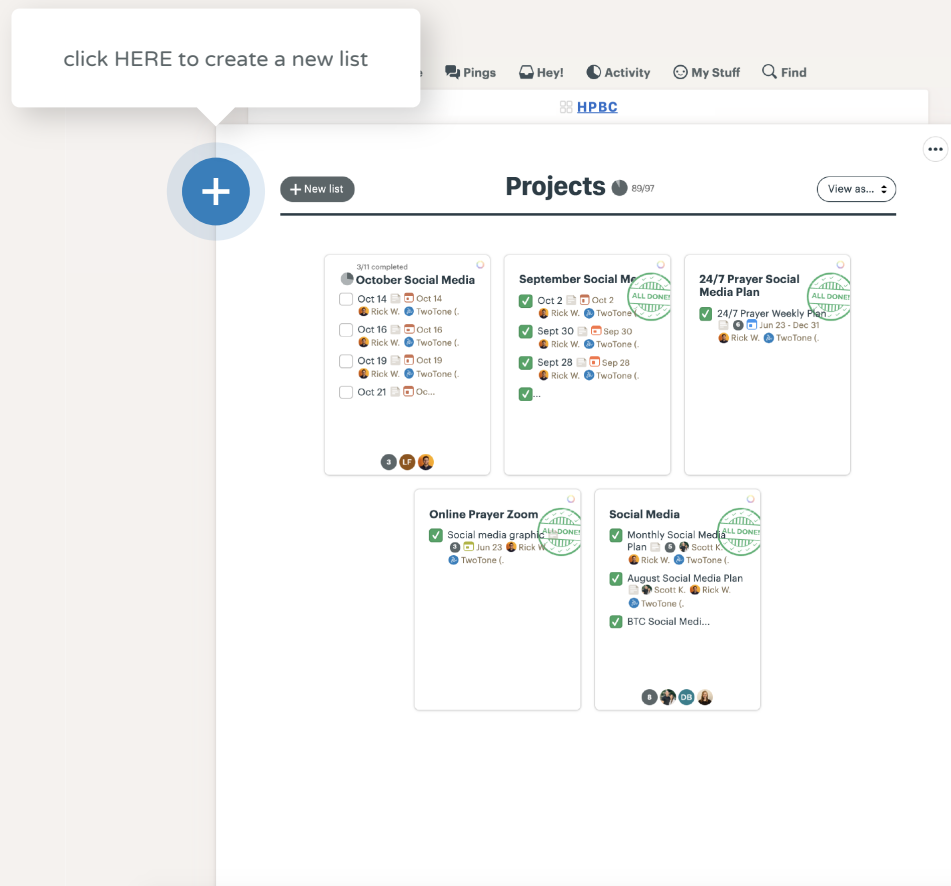 click HERE to create a new list
Pings
Hey!
Activity
My Stuff
Find
HPBC
New list
Projects 89/97
View as...
3/11 completed
October Social Media
Oct 14 Oct 14
Rick W. TwoTone (.
Oct 16 Oct 16
Rick W. TwoTone (.
Oct 19 Oct 19
Rick W. TwoTone (.
Oct 21 Oc...
3 LF
September Social Me
ALL DONE!
Oct 2 Oct 2
Rick W. TwoTone (.
Sept 30 Sep 30
Rick W. TwoTone (.
Sept 28 Sep 28
Rick W. TwoTone (.
...
24/7 Prayer Social
Media Plan
ALL DONE!
24/7 Prayer Weekly Plan
6 Jun 23 - Dec 31
Rick W. TwoTone (.
Online Prayer Zoom
ALL DONE!
Social media graphic
3 Jun 23 Rick W
TwoTone (.
Social Media
ALL DONE!
Monthly Social Media
Plan 5 Scott K.
Rick W. TwoTone (.
August Social Media Plan
Scott K. Rick W.
TwoTone (.
BTC Social Medi...
8 DB